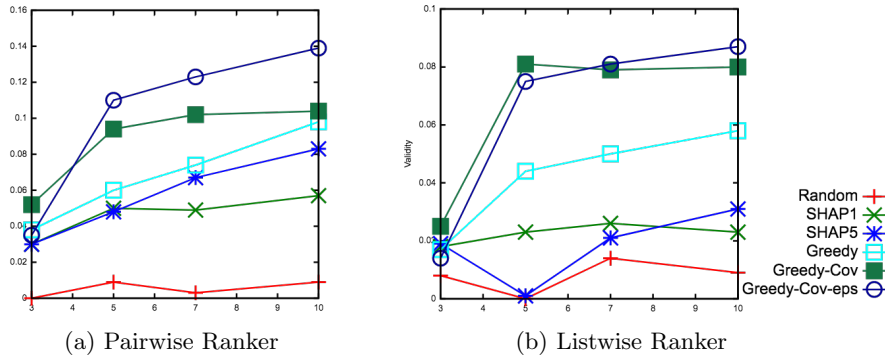 0.16
0.14
0.12
0.1
0.08
0.06
0.04
0.02
0
3 4 5 6 7 8 9 10
(a) Pairwise Ranker
0.1
0.08
0.06
0.04
0.02
0
Validity
3 4 5 6 7 8 9 10
(b) Listwise Ranker
Random
SHAP1
SHAP5
Greedy
Greedy-Cov
Greedy-Cov-eps